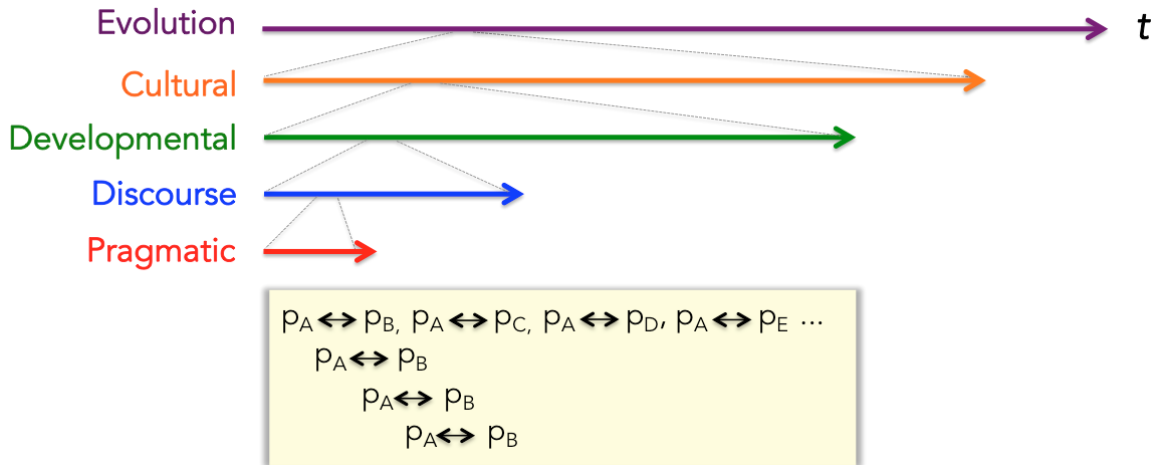 Evolution t
Cultural
Developmental
Discourse
Pragmatic
pA↔ pB, pA↔ pC, pA↔ pD, pA↔ pE ...
pA↔ pB
pA↔ pB
pA↔ pB